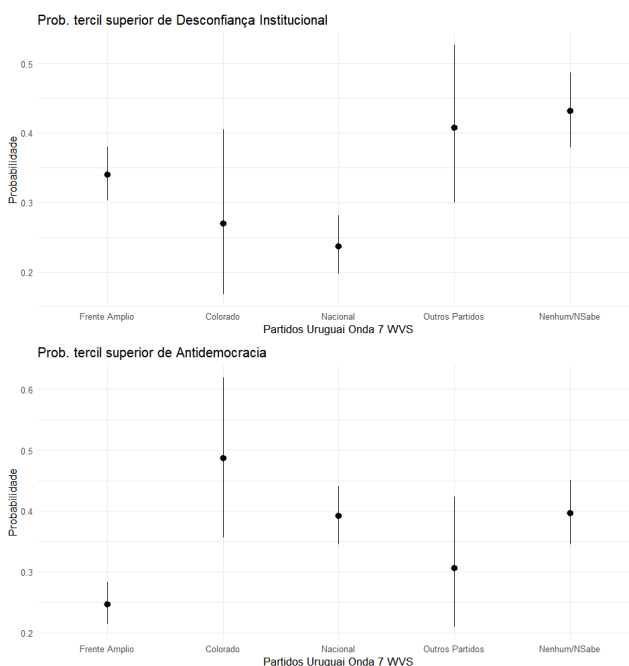 Prob. tercil superior de Desconfiança Institucional
Probabilidade
0.5
0.4
0.3
0.2
Frente Amplio Colorado Nacional Outros Partidos Nenhum/NSabe
Partidos Uruguai Onda 7 WVS
Prob. tercil superior de Antidemocracia
Probabilidade
0.6
0.5
0.4
0.3
0.2
Frente Amplio Colorado Nacional Outros Partidos Nenhum/NSabe
Partidos Uruguai Onda 7 WVS